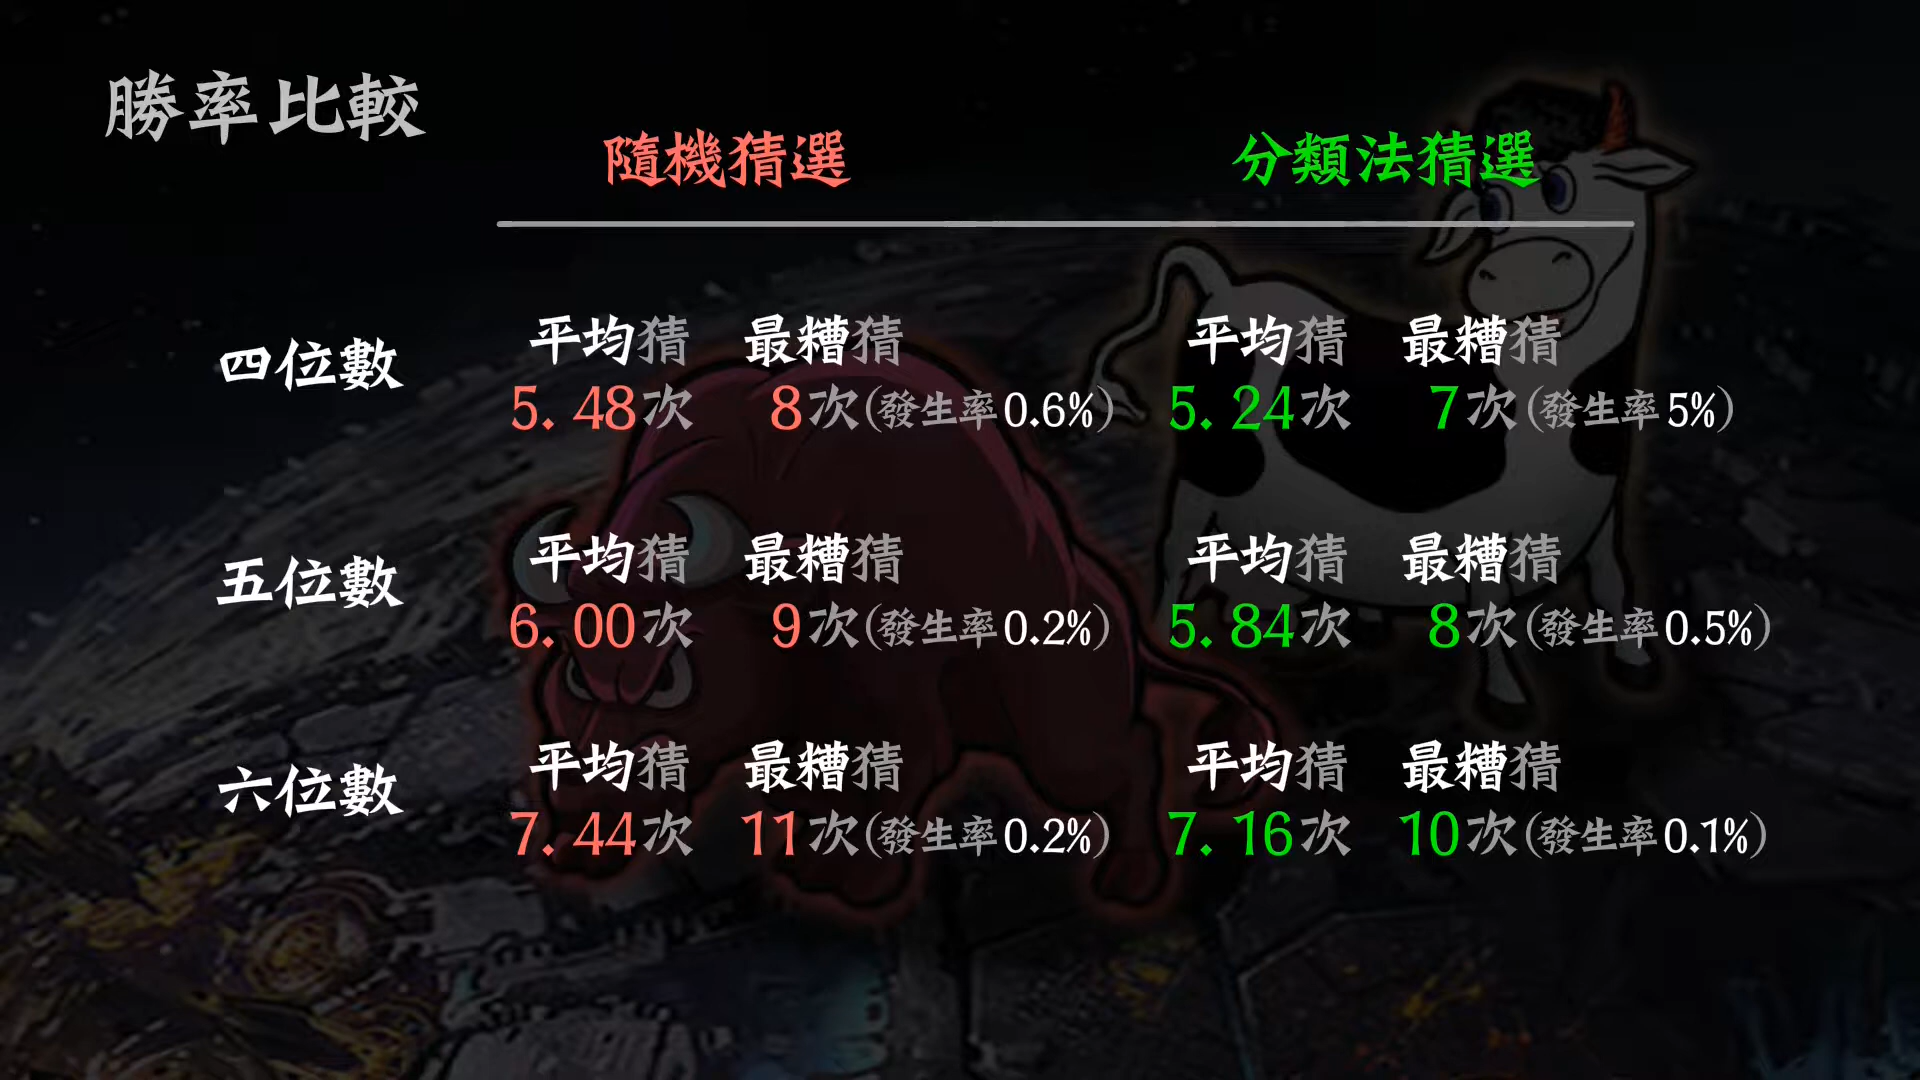 勝率比較
隨機猜選 分類法猜選
四位數
平均猜 最糟猜 平均猜 最糟猜
5.48次 8次(發生率0.6%) 5.24次 7次(發生率5%)
五位數
平均猜 最糟猜 平均猜 最糟猜
6.00次 9次(發生率0.2%) 5.84次 8次(發生率0.5%)
六位數
平均猜 最糟猜 平均猜 最糟猜
7.44次 11次(發生率0.2%) 7.16次 10次(發生率0.1%)